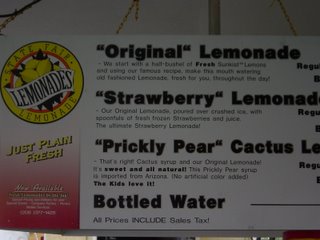 STATE FAIR
LEMONADES
LEMONADE
JUST PLAIN
FRESH
Now Available
"Original" Lemonade
- We start with a half-bushel of Fresh Sunkist™ Lemons
and using our famous recipe, make this mouth watering
old fashioned Lemonade, fresh for you, throughout the day!
"Strawberry" Lemonad
- Our Original Lemonade, poured over crushed ice, with
spoonfuls of fresh frozen Strawberries and juice.
The ultimate Strawberry Lemonade!
"Prickly Pear" Cactus Le
- That's right! Cactus syrup and our Original Lemonade!
It's sweet and all natural! This Prickly Pear syrup
is imported from Arizona. (No artificial color added)
The Kids love it!
Bottled Water
All Prices INCLUDE Sales Tax!